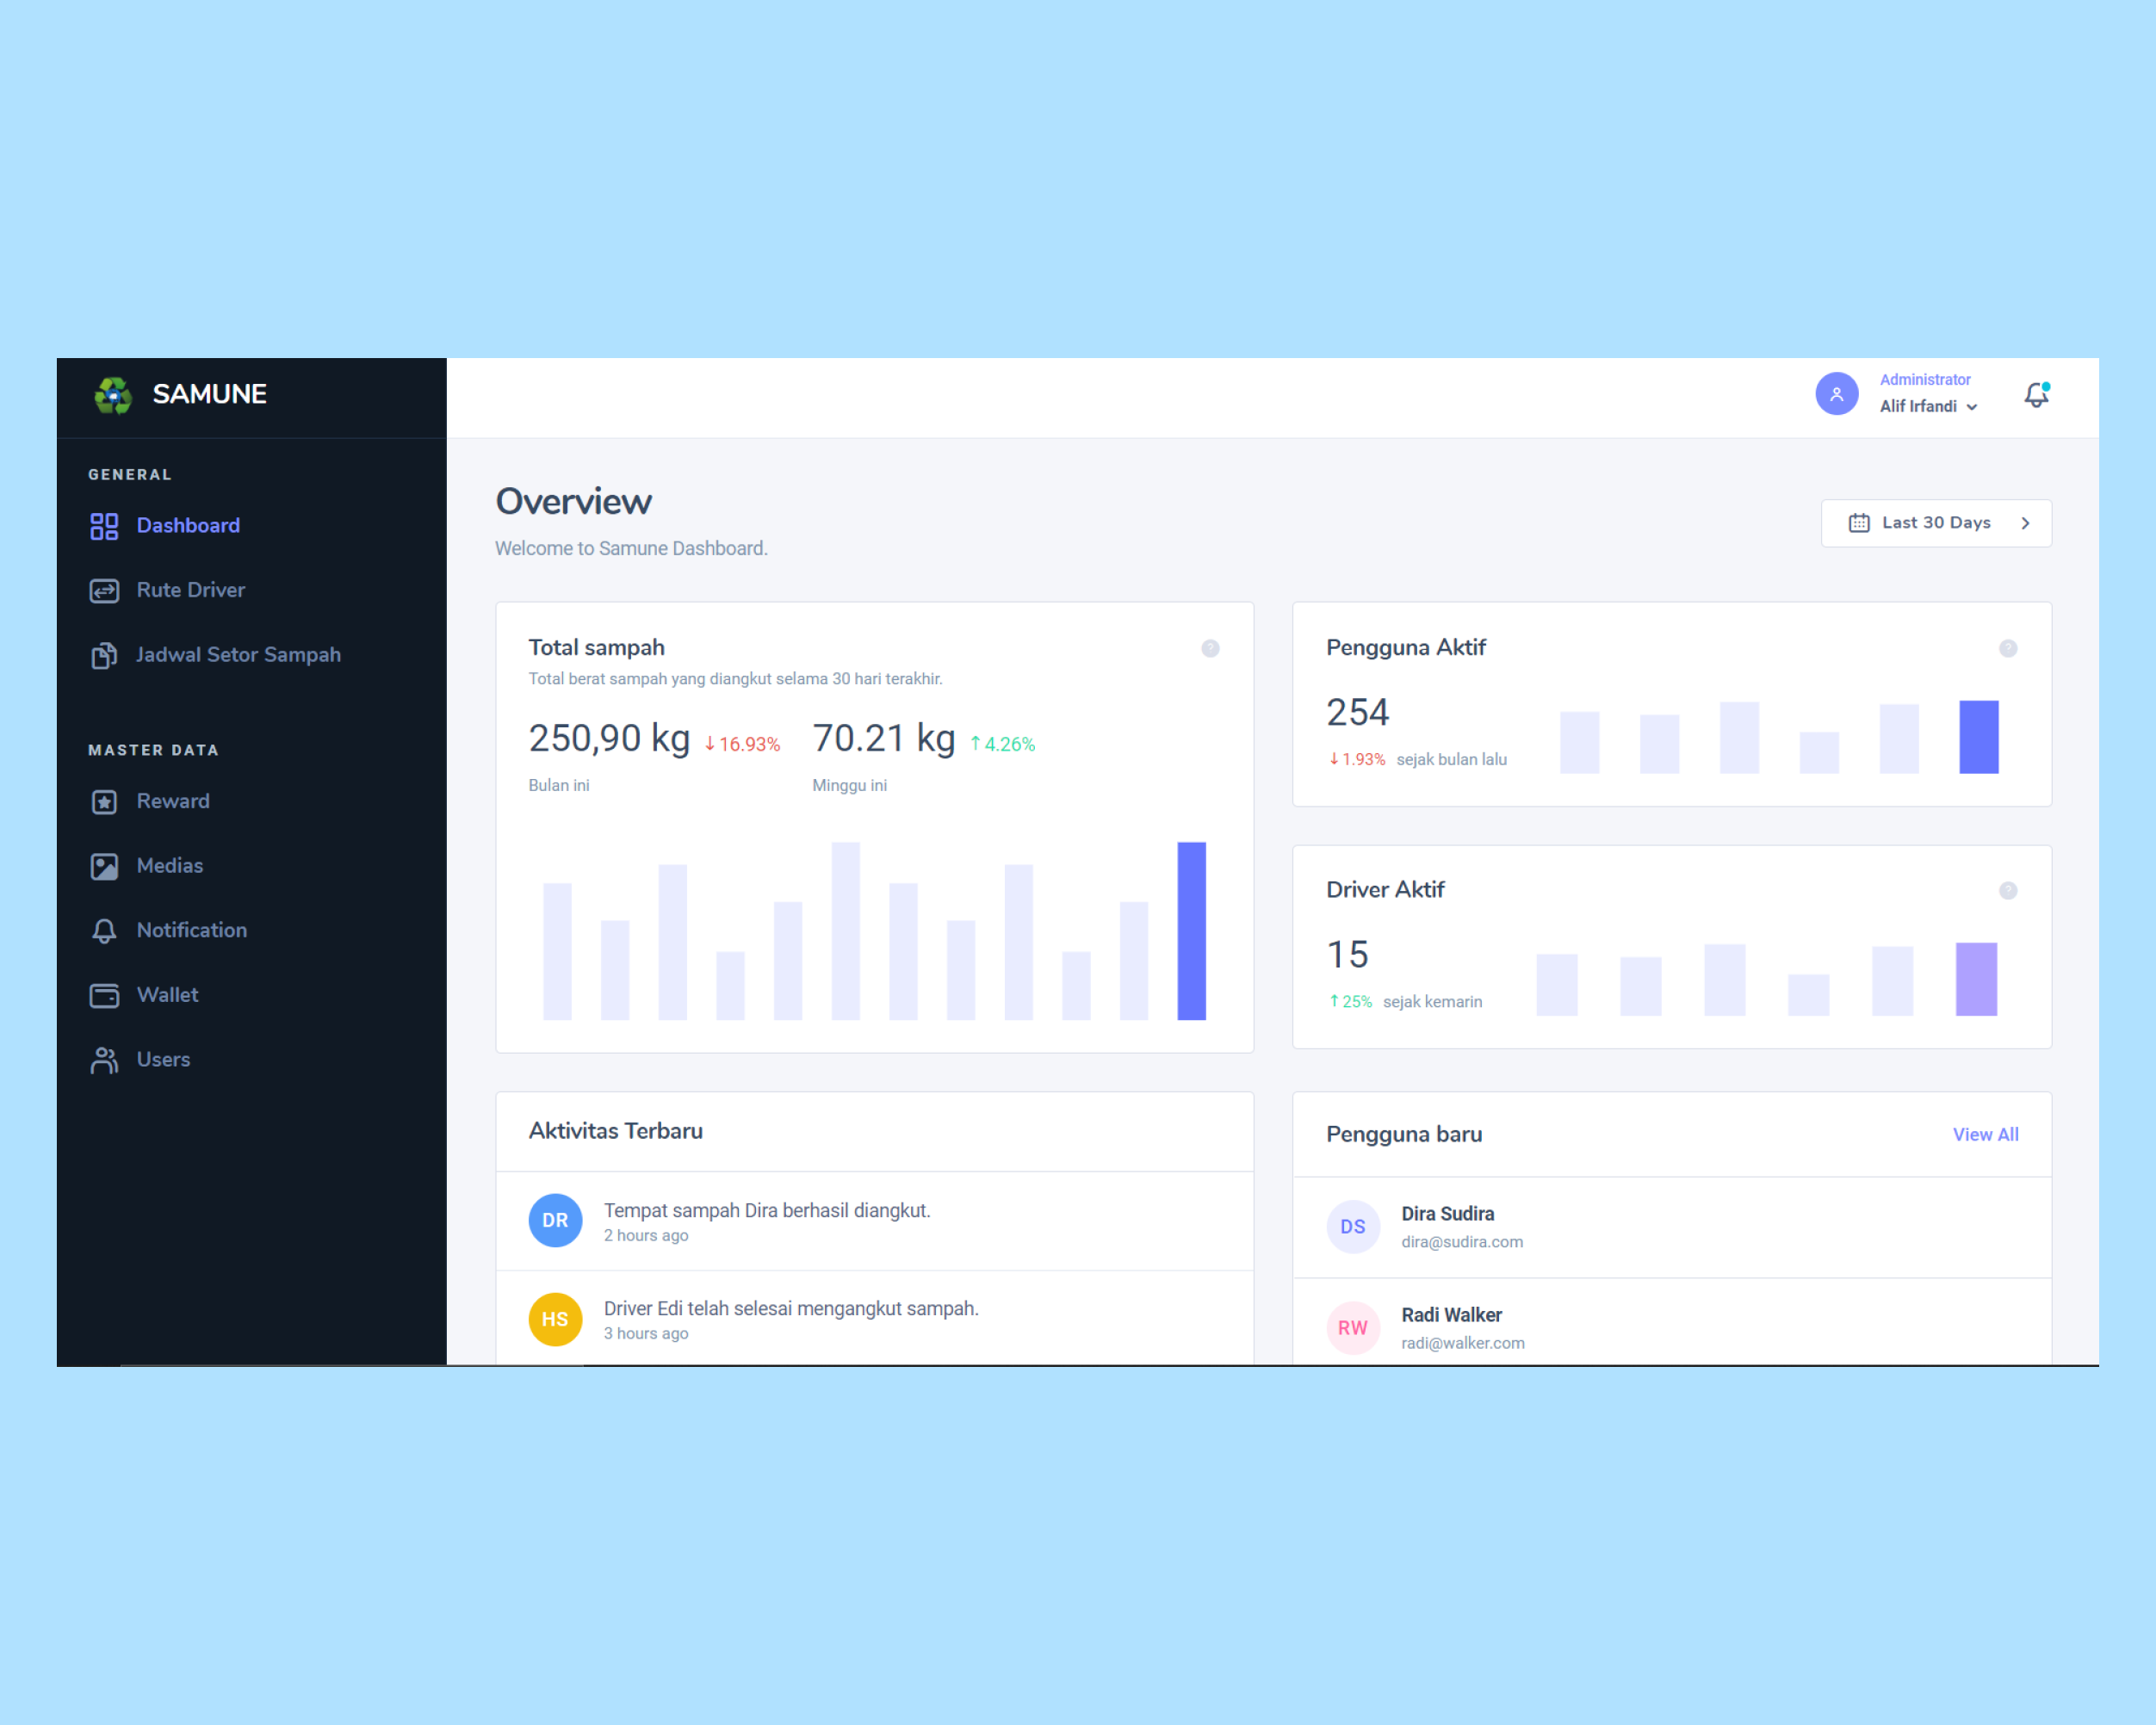 SAMUNE
Administrator
Alif Irfandi
GENERAL
Dashboard
Rute Driver
Jadwal Setor Sampah
MASTER DATA
Reward
Medias
Notification
Wallet
Users
Overview
Welcome to Samune Dashboard.
Last 30 Days
Total sampah
?
Total berat sampah yang diangkut selama 30 hari terakhir.
250,90 kg ↓16.93%
Bulan ini
70.21 kg ↑4.26%
Minggu ini
Pengguna Aktif
?
254
↓1.93% sejak bulan lalu
Driver Aktif
?
15
↑25% sejak kemarin
Aktivitas Terbaru
DR
Tempat sampah Dira berhasil diangkut.
2 hours ago
HS
Driver Edi telah selesai mengangkut sampah.
3 hours ago
Pengguna baru
View All
DS
Dira Sudira
dira@sudira.com
RW
Radi Walker
radi@walker.com